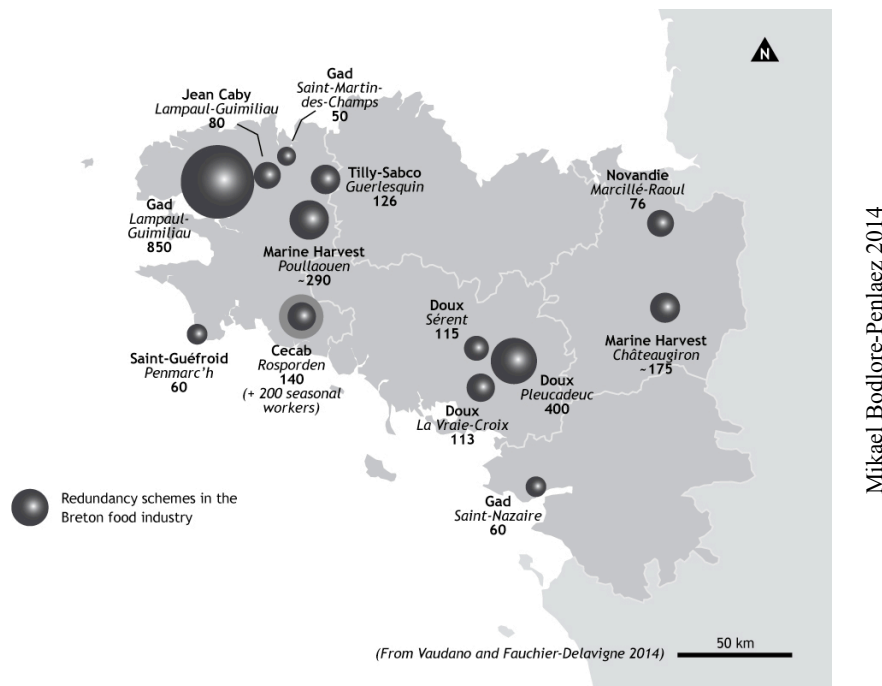 N
Gad
Saint-Martin-
des-Champs
50
Jean Caby
Lampaul-Guimiliau
80
Tilly-Sabco
Guerlesquin
126
Gad
Lampaul-
Guimiliau
850
Marine Harvest
Poullaouen
~290
Novandie
Marcillé-Raoul
76
Saint-Guéfroid
Penmarc'h
60
Cecab
Rosporden
140
(+ 200 seasonal
workers)
Doux
Sérent
115
Doux
Pleucadeuc
400
Doux
La Vraie-Croix
113
Marine Harvest
Châteaugiron
~175
Gad
Saint-Nazaire
60
Redundancy schemes in the
Breton food industry
(From Vaudano and Fauchier-Delavigne 2014)
50 km
Mikael Bodlore-Penlaez 2014